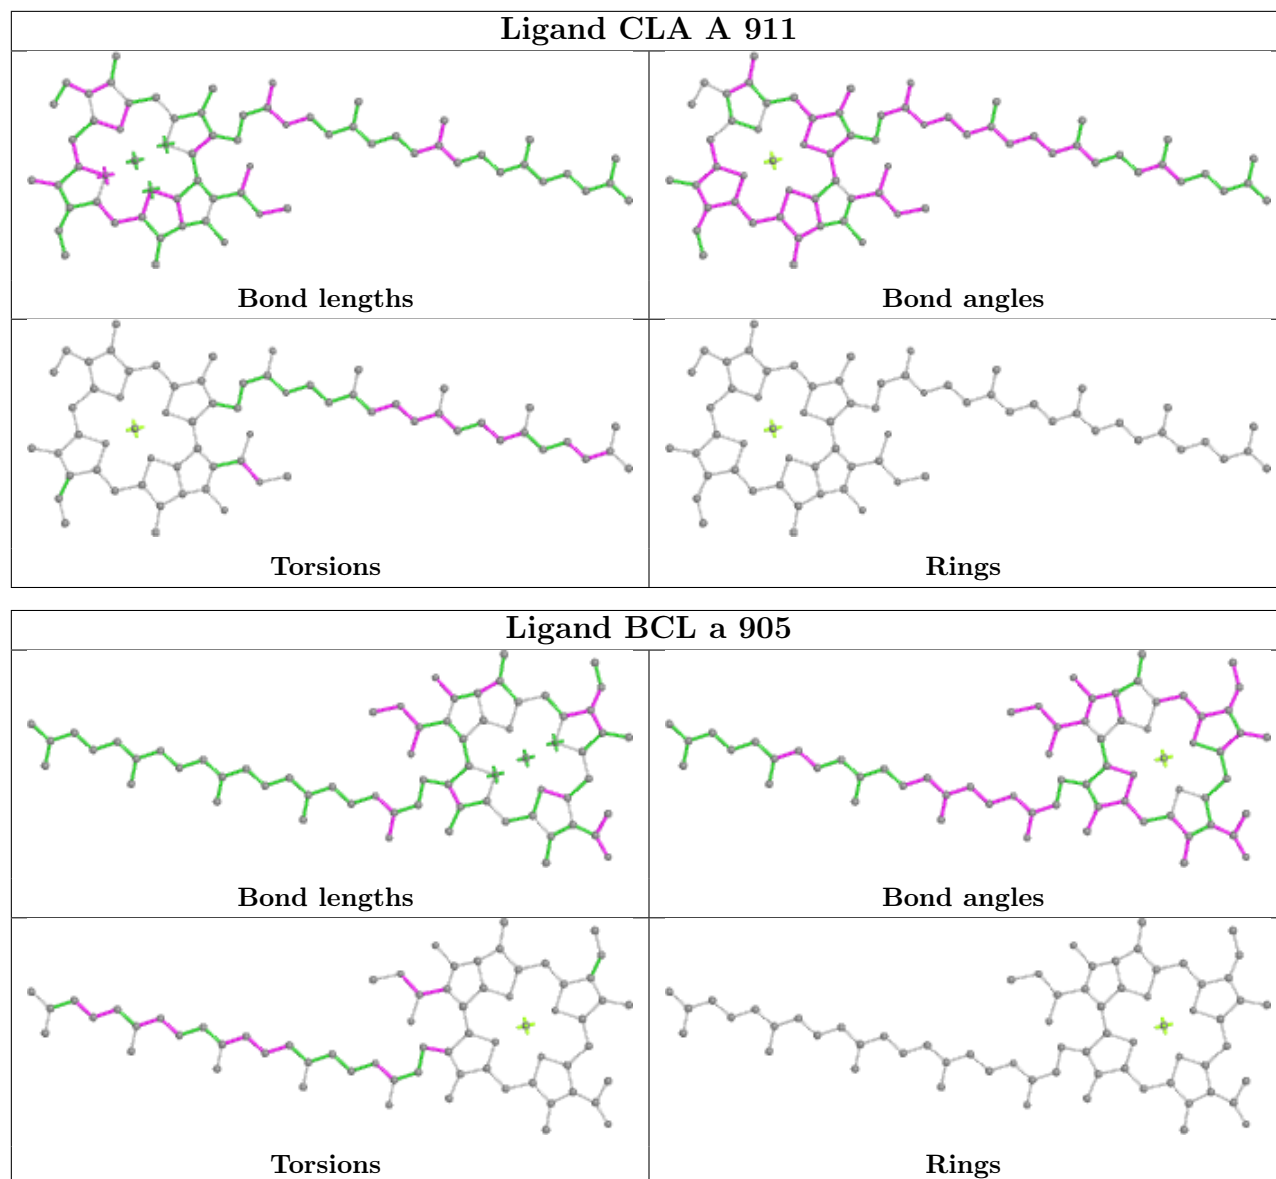 Ligand CLA A 911
Bond lengths
Bond angles
Torsions
Rings
Ligand BCL a 905
Bond lengths
Bond angles
Torsions
Rings